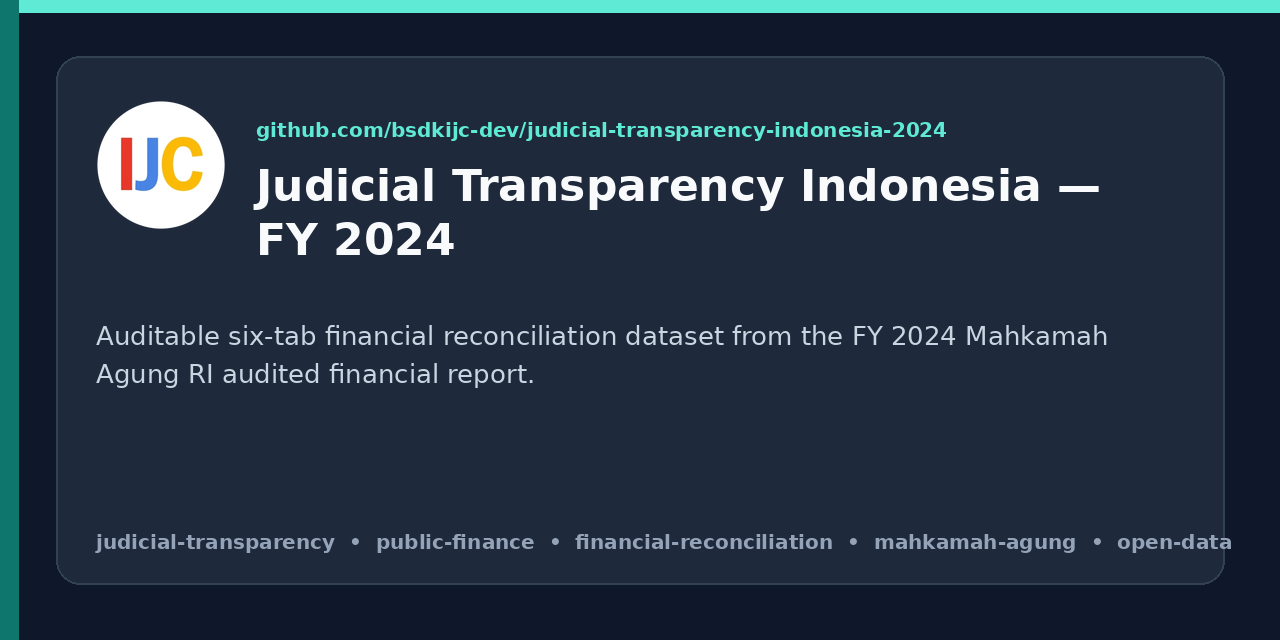 IJC
github.com/bsdkijc-dev/judicial-transparency-indonesia-2024
Judicial Transparency Indonesia —
FY 2024
Auditable six-tab financial reconciliation dataset from the FY 2024 Mahkamah
Agung RI audited financial report.
judicial-transparency • public-finance • financial-reconciliation • mahkamah-agung • open-data